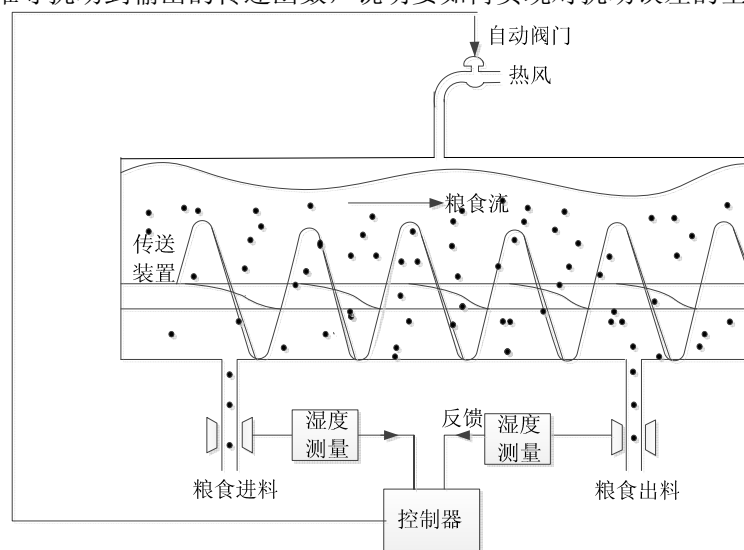 自动阀门
热风
粮食流
传送
装置
湿度
测量
反馈
湿度
测量
粮食进料
粮食出料
控制器